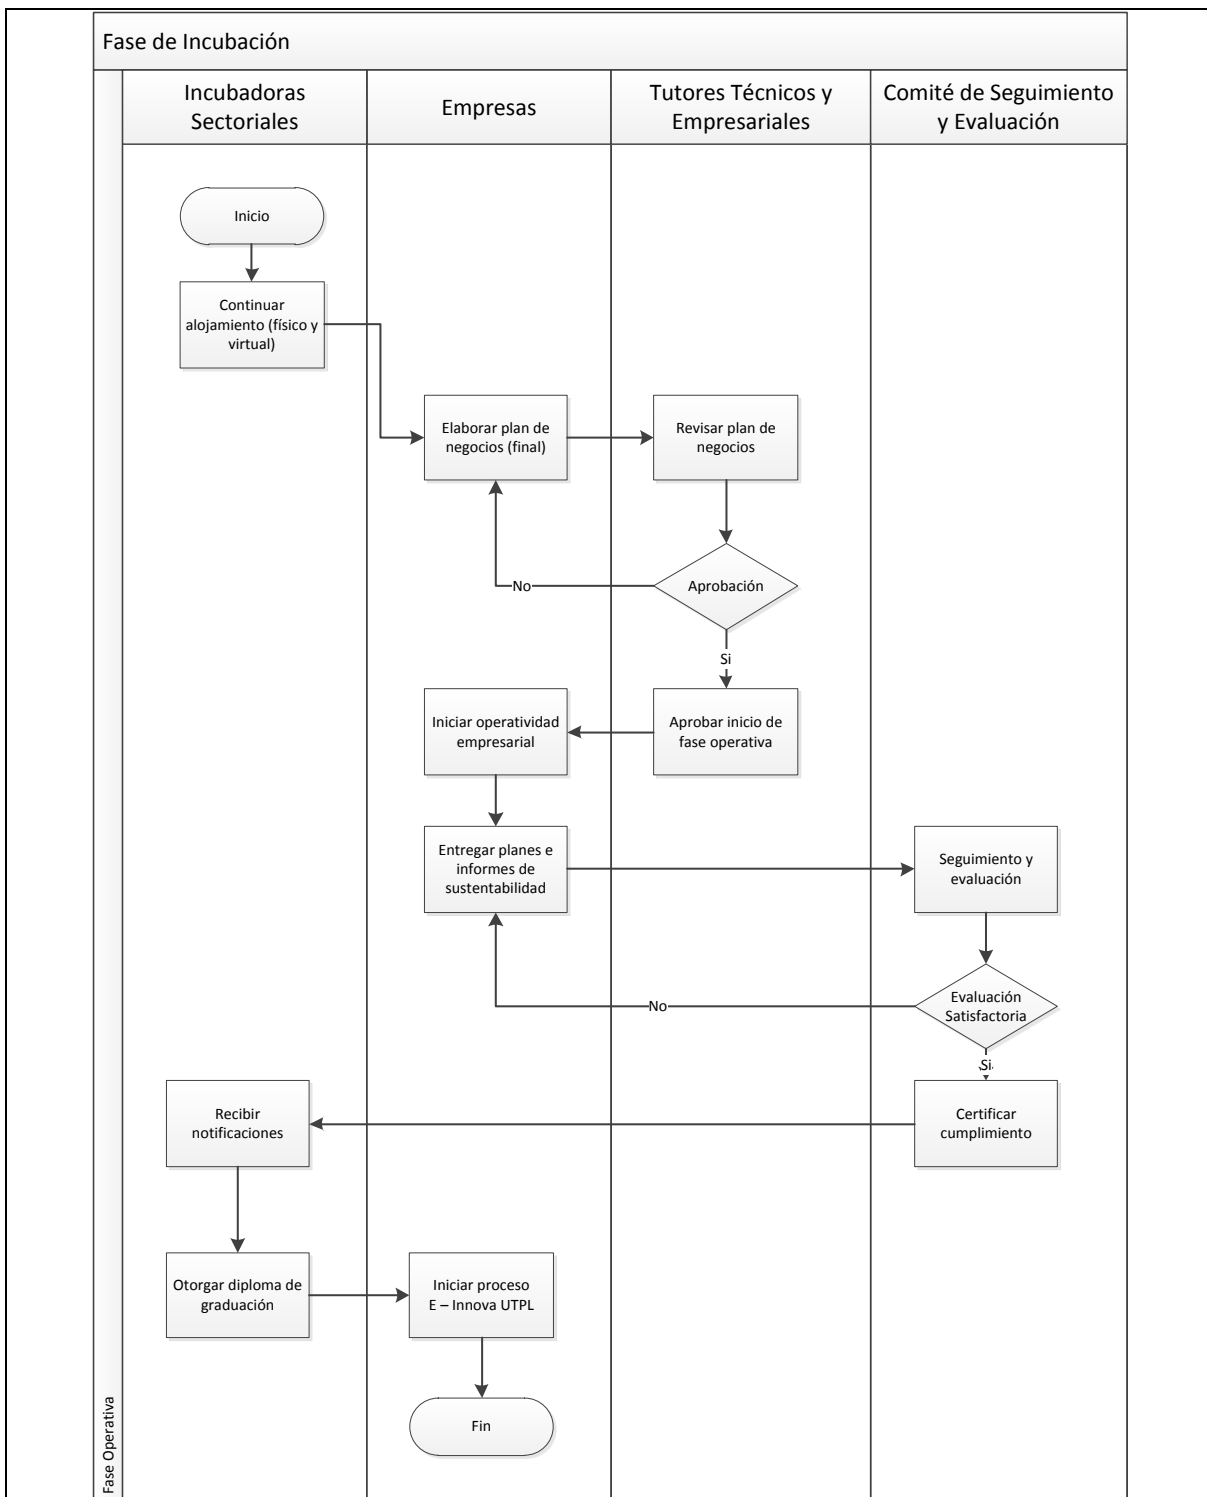 Fase de Incubación
Incubadoras
Sectoriales
Empresas
Tutores Técnicos y
Empresariales
Comité de Seguimiento
y Evaluación
Inicio
Continuar
alojamiento (físico y
virtual)
Elaborar plan de
negocios (final)
Revisar plan de
negocios
Aprobación
No
Si
Iniciar operatividad
empresarial
Aprobar inicio de
fase operativa
Entregar planes e
informes de
sustentabilidad
Seguimiento y
evaluación
Evaluación
Satisfactoria
No
Si
Recibir
notificaciones
Certificar
cumplimiento
Otorgar diploma de
graduación
Iniciar proceso
E – Innova UTPL
Fin
Fase Operativa